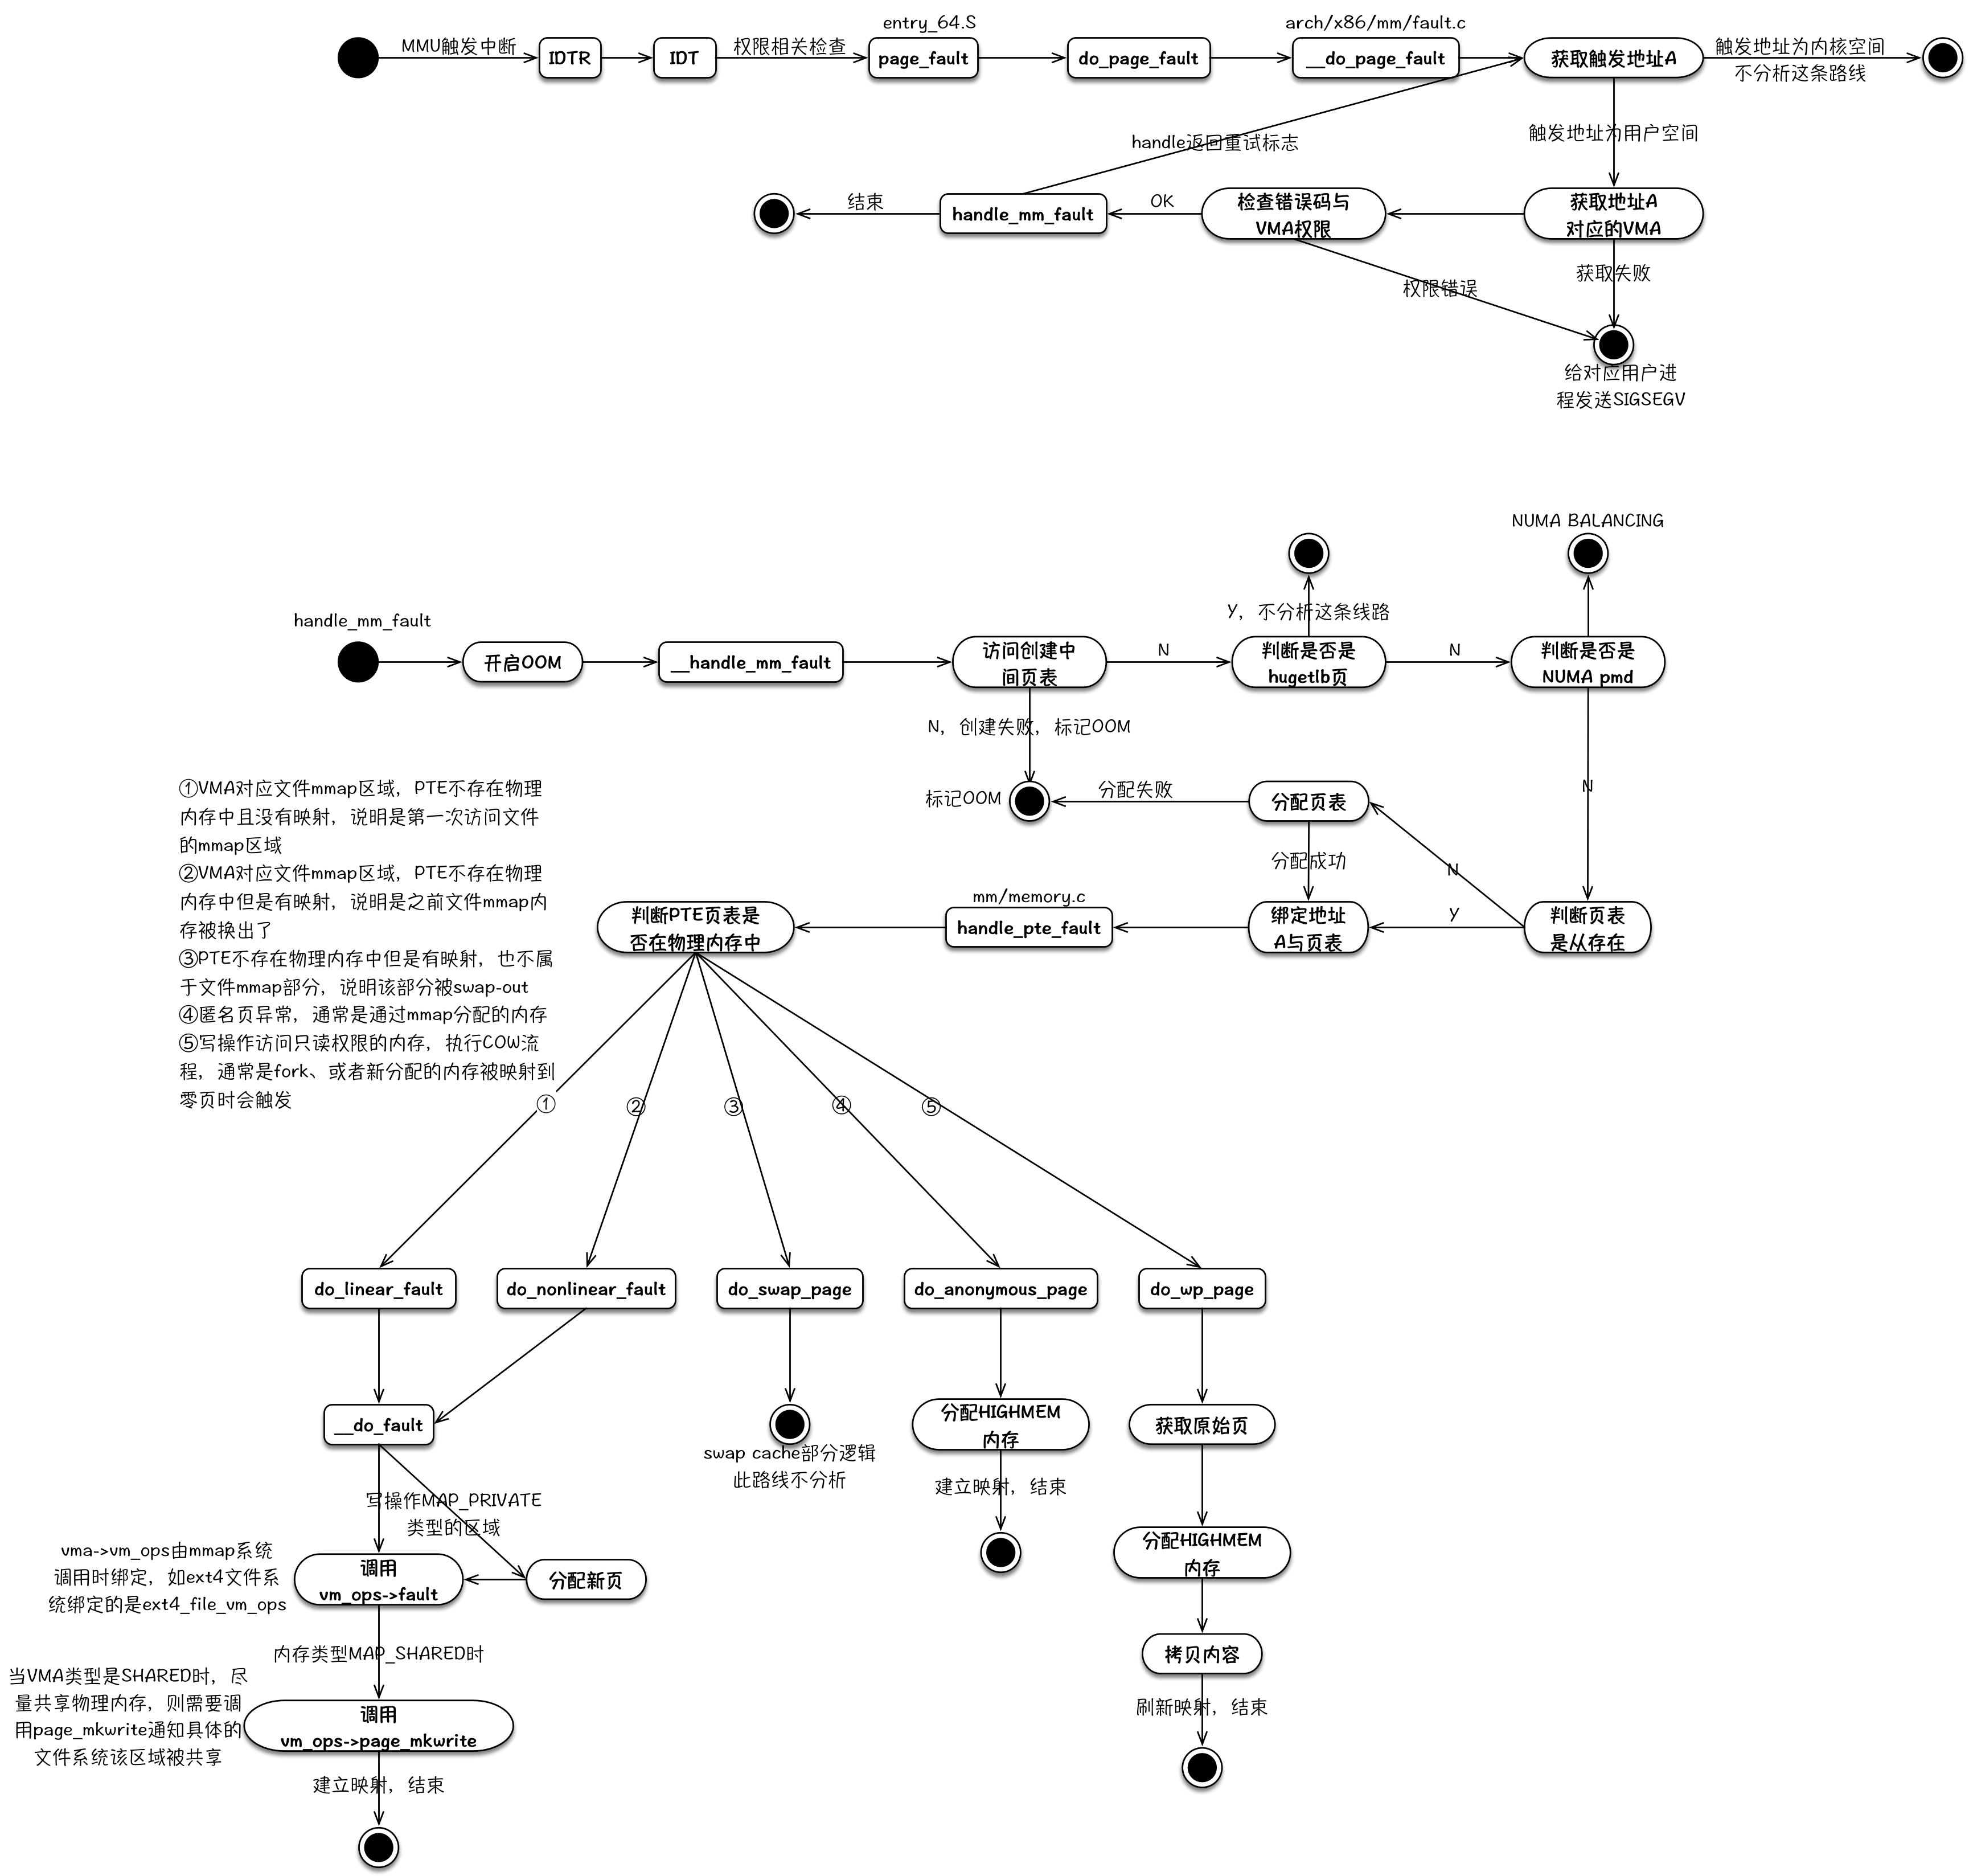 entry_64.S
arch/x86/mm/fault.c
MMU触发中断
IDTR
IDT
权限相关检查
page_fault
do_page_fault
__do_page_fault
获取触发地址A
触发地址为内核空间
不分析这条路线
触发地址为用户空间
handle返回重试标志
结束
handle_mm_fault
OK
检查错误码与
VMA权限
获取地址A
对应的VMA
权限错误
获取失败
给对应用户进
程发送SIGSEGV
NUMA BALANCING
Y，不分析这条线路
handle_mm_fault
开启OOM
__handle_mm_fault
访问创建中
间页表
N
判断是否是
hugetlb页
N
判断是否是
NUMA pmd
N，创建失败，标记OOM
N
标记OOM
分配失败
分配页表
分配成功
N
mm/memory.c
判断PTE页表是
否在物理内存中
handle_pte_fault
绑定地址
A与页表
Y
判断页表
是从存在
①VMA对应文件mmap区域，PTE不存在物理
内存中且没有映射，说明是第一次访问文件
的mmap区域
②VMA对应文件mmap区域，PTE不存在物理
内存中但是有映射，说明是之前文件mmap内
存被换出了
③PTE不存在物理内存中但是有映射，也不属
于文件mmap部分，说明该部分被swap-out
④匿名页异常，通常是通过mmap分配的内存
⑤写操作访问只读权限的内存，执行COW流
程，通常是fork、或者新分配的内存被映射到
零页时会触发
①
②
③
④
⑤
do_linear_fault
do_nonlinear_fault
do_swap_page
do_anonymous_page
do_wp_page
__do_fault
分配HIGHMEM
内存
获取原始页
swap cache部分逻辑
此路线不分析
建立映射，结束
写操作MAP_PRIVATE
类型的区域
vma->vm_ops由mmap系统
调用时绑定，如ext4文件系
统绑定的是ext4_file_vm_ops
调用
vm_ops->fault
分配新页
分配HIGHMEM
内存
内存类型MAP_SHARED时
拷贝内容
当VMA类型是SHARED时，尽
量共享物理内存，则需要调
用page_mkwrite通知具体的
文件系统该区域被共享
调用
vm_ops->page_mkwrite
刷新映射，结束
建立映射，结束